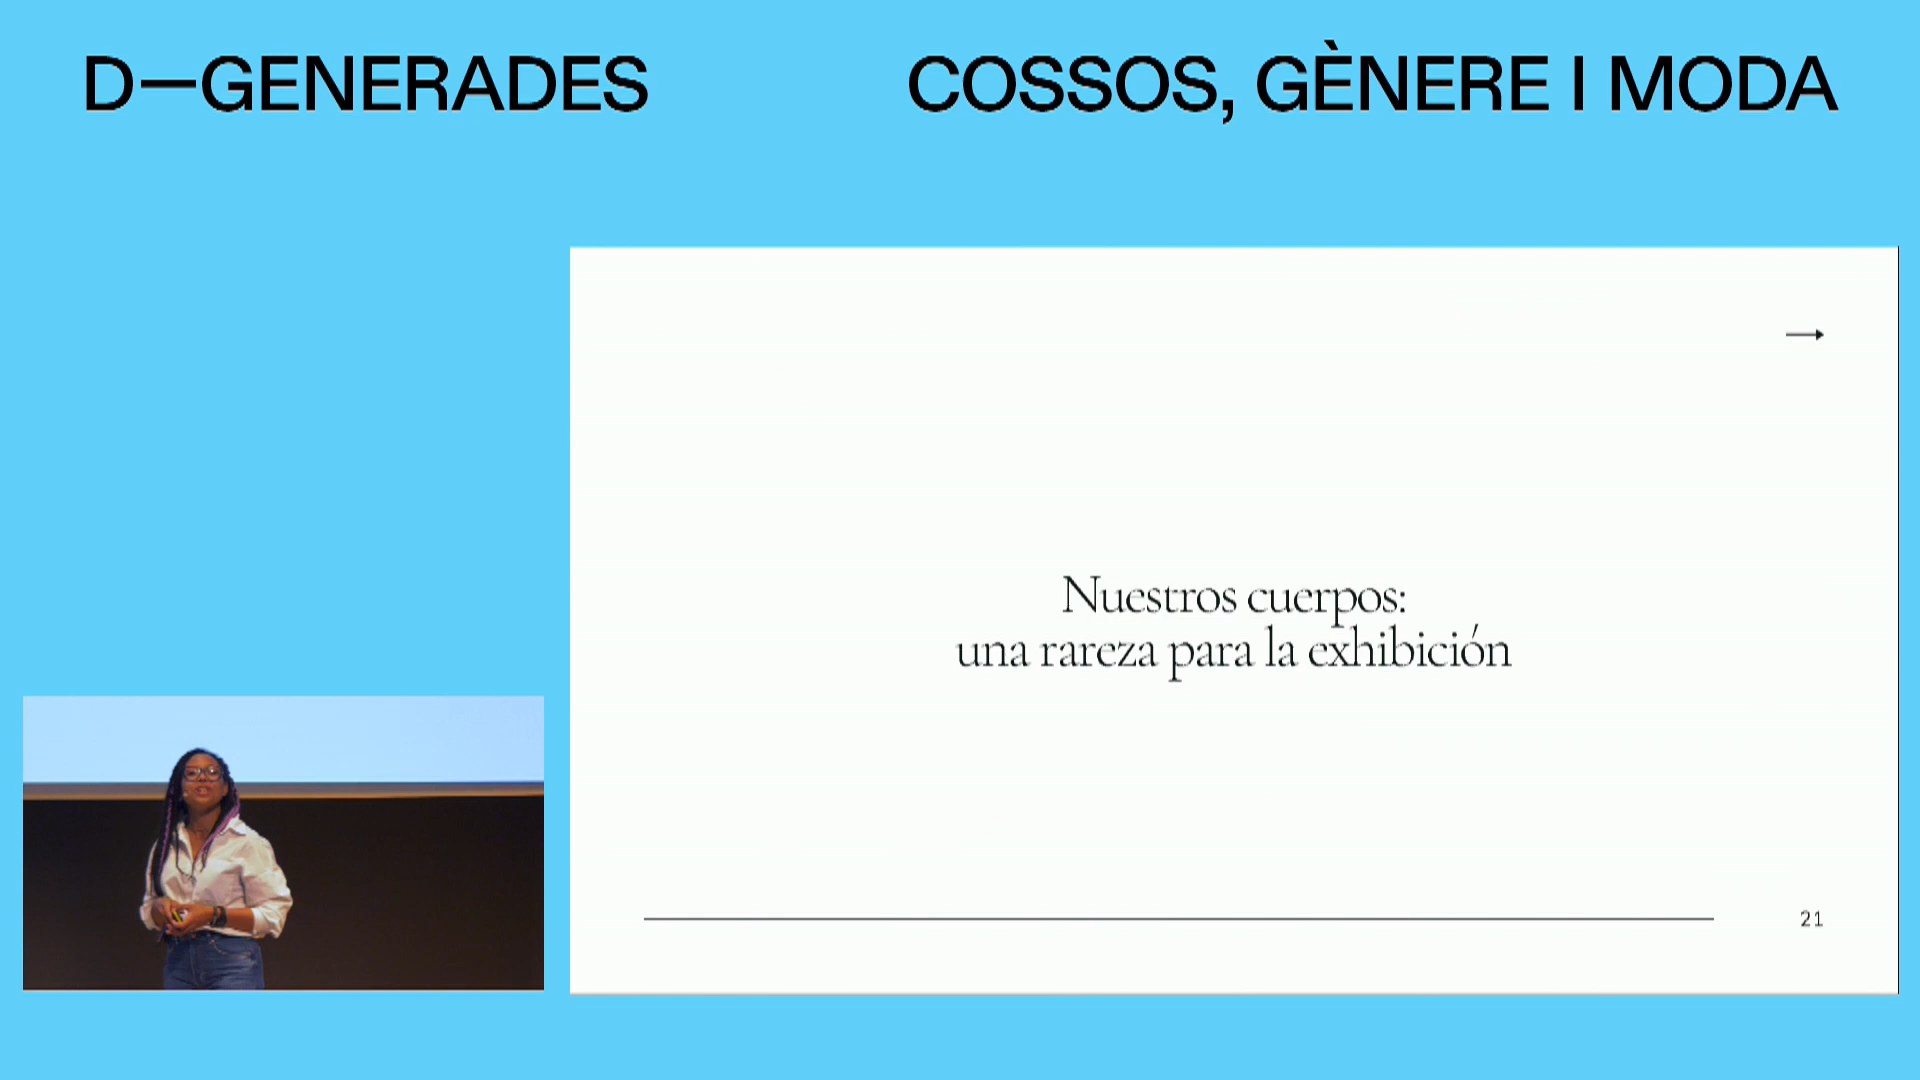 D—GENERADES
COSSOS, GÈNERE I MODA
Nuestros cuerpos:
una rareza para la exhibición
21